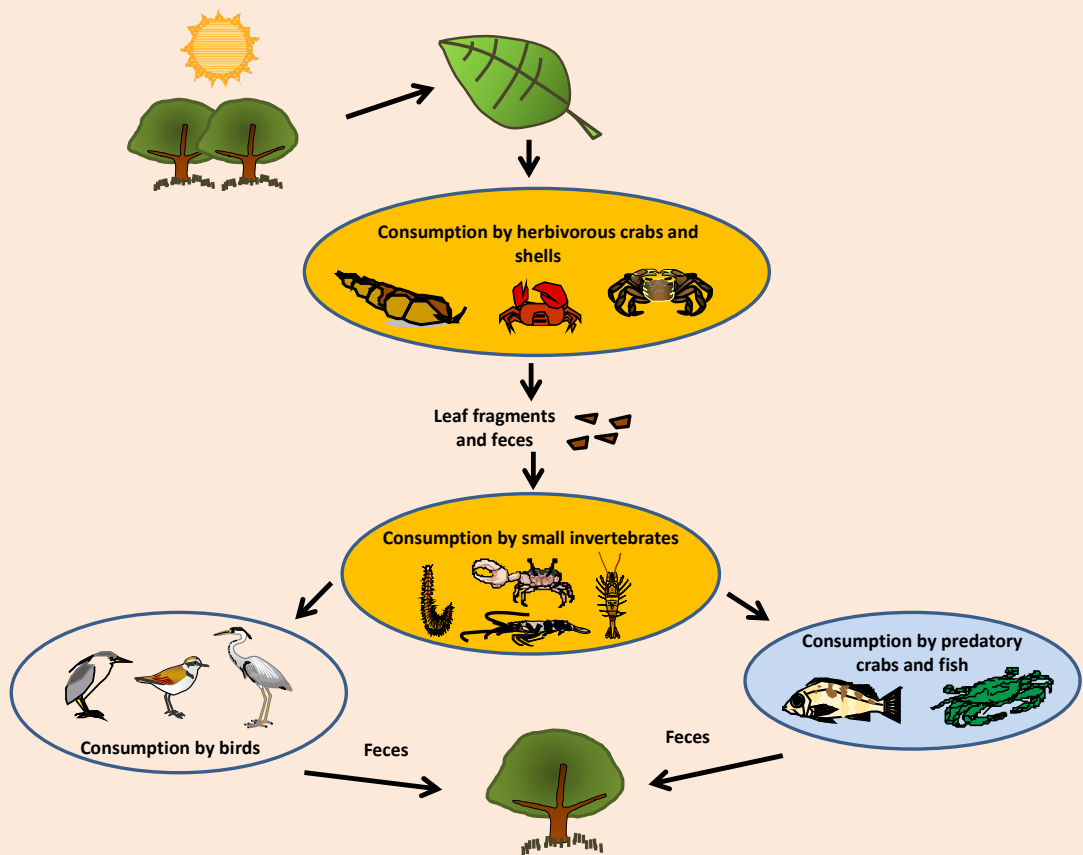 Consumption by herbivorous crabs and
shells
Leaf fragments
and feces
Consumption by small invertebrates
Consumption by predatory
crabs and fish
Consumption by birds
Feces
Feces